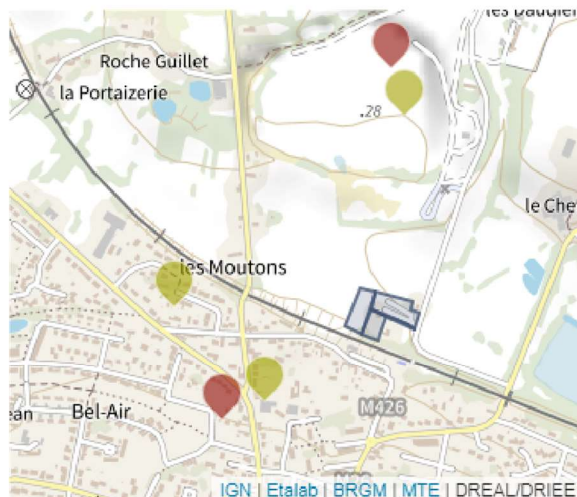 Roche Guillet
la Portaizerie
.28
le Che
les Moutons
Bel-Air
M426
IGN | Etalab | BRGM | MTE | DREAL/DRIEE